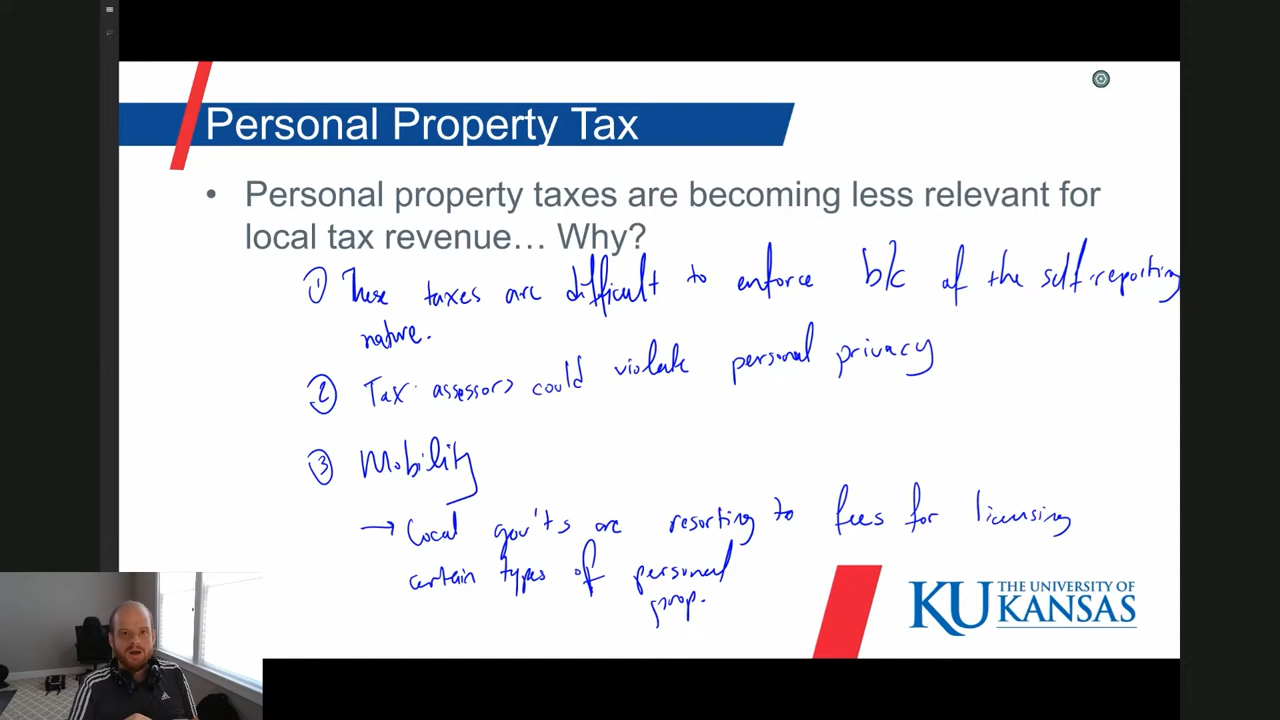 Personal Property Tax
• Personal property taxes are becoming less relevant for
local tax revenue... Why?
① These taxes are difficult to enforce b/c of the self-reporting
nature.
② Tax assessors could violate personal privacy
③ Mobility
→ Local gov'ts are resorting to fees for licensing
certain types of personal
prop.
KU THE UNIVERSITY OF
KANSAS